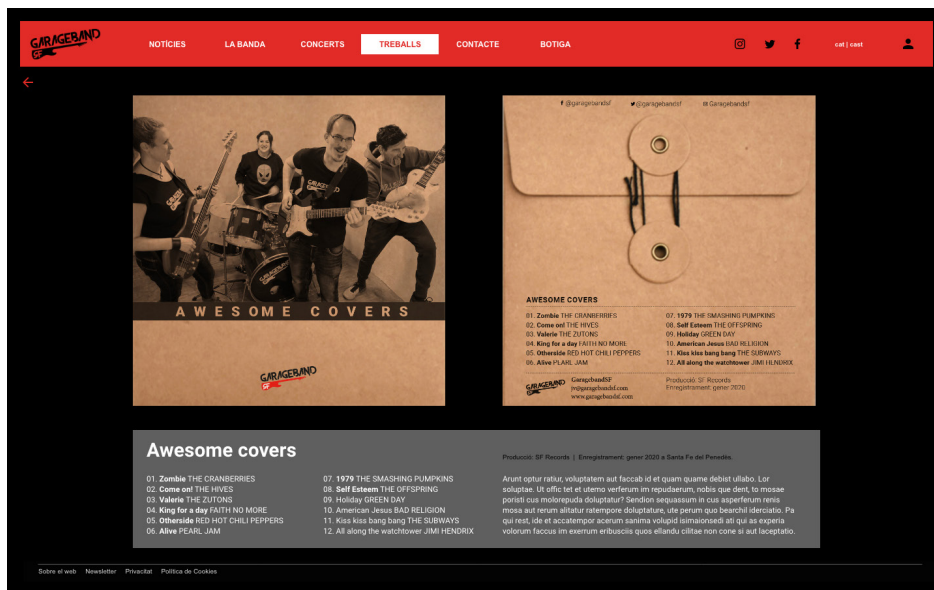 GARAGEBAND
SF
NOTÍCIES
LA BANDA
CONCERTS
TREBALLS
CONTACTE
BOTIGA
cat | cast
GARAGEBAND
GARAGEBAND
AWESOME COVERS
GARAGEBAND
SF
@garagebandsf
@garagebandsf
Garagebandsf
AWESOME COVERS
01. Zombie THE CRANBERRIES
02. Come on! THE HIVES
03. Valerie THE ZUTONS
04. King for a day FAITH NO MORE
05. Otherside RED HOT CHILI PEPPERS
06. Alive PLARL JAM
07. 1979 THE SMASHING PUMPKINS
08. Self Esteem THE OFFSPRING
09. Holiday GREEN DAY
10. American Jesus BAD RELIGION
11. Kiss kiss bang bang THE SUBWAYS
12. All along the watchtower JIMI HENDRIX
GARAGEBAND
SF
GaragebandSF
jv@garagebandsf.com
www.garagebandsf.com
Producció: SF Records
Enregistrament: gener 2020
Awesome covers
Producció: SF Records | Enregistrament: gener 2020 a Santa Fe del Penedès.
01. Zombie THE CRANBERRIES
02. Come on! THE HIVES
03. Valerie THE ZUTONS
04. King for a day FAITH NO MORE
05. Otherside RED HOT CHILI PEPPERS
06. Alive PEARL JAM
07. 1979 THE SMASHING PUMPKINS
08. Self Esteem THE OFFSPRING
09. Holiday GREEN DAY
10. American Jesus BAD RELIGION
11. Kiss kiss bang bang THE SUBWAYS
12. All along the watchtower JIMI HENDRIX
Arunt optur ratiur, voluptatem aut faccab id et quam quame debist ullabo. Lor
soluptae. Ut offic tet et utemo verferum im repudaerum, nobis que dent, to mosae
poristi cus molorepuda doluptatur? Sendion sequassum in cus asperferum renis
mosa aut rerum alitatur ratempore doluptature, ute perum quo bearchil iderciatio. Pa
qui rest, ide et accatempor acerum sanima volupid isimaionsedi ati qui as experia
volorum faccus im exerrum eribusciis quos ellandu cilitae non cone si aut laceptatio.
Sobre el web
Newsletter
Privacitat
Política de Cookies